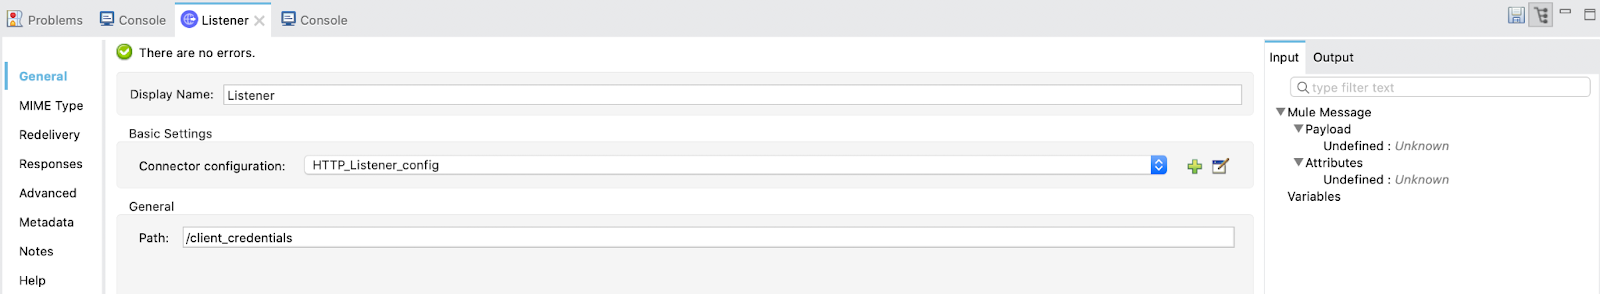 Problems Console Listener Console
There are no errors.
General
MIME Type
Redelivery
Responses
Advanced
Metadata
Notes
Help
Display Name: Listener
Basic Settings
Connector configuration: HTTP_Listener_config
General
Path: /client_credentials
Input Output
type filter text
Mule Message
Payload
Undefined : Unknown
Attributes
Undefined : Unknown
Variables